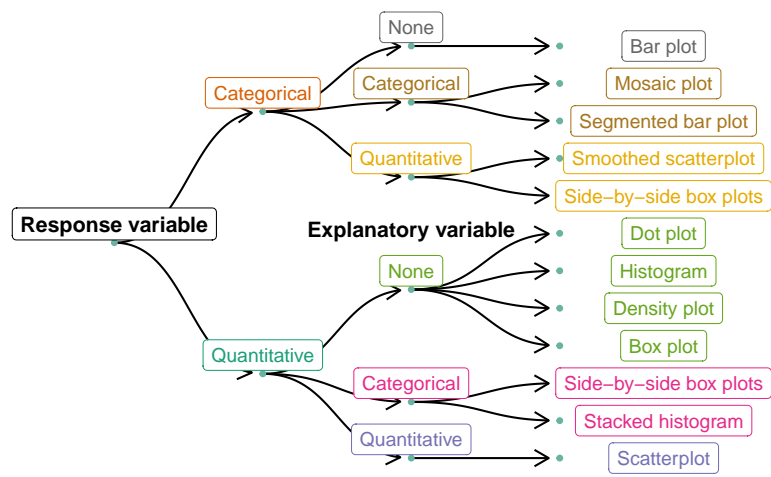 None
Bar plot
Categorical
Categorical
Mosaic plot
Segmented bar plot
Quantitative
Smoothed scatterplot
Side−by−side box plots
Response variable
Explanatory variable
Dot plot
None
Histogram
Density plot
Box plot
Quantitative
Categorical
Side−by−side box plots
Stacked histogram
Quantitative
Scatterplot